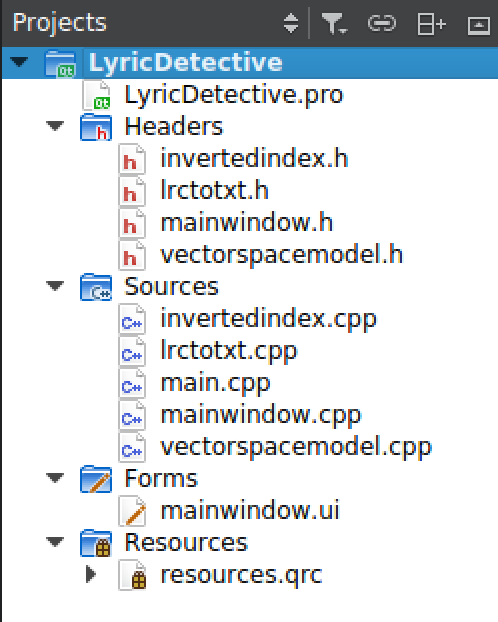 Projects
LyricDetective
LyricDetective.pro
Headers
invertedindex.h
lrctotxt.h
mainwindow.h
vectorspacemodel.h
Sources
invertedindex.cpp
lrctotxt.cpp
main.cpp
mainwindow.cpp
vectorspacemodel.cpp
Forms
mainwindow.ui
Resources
resources.qrc